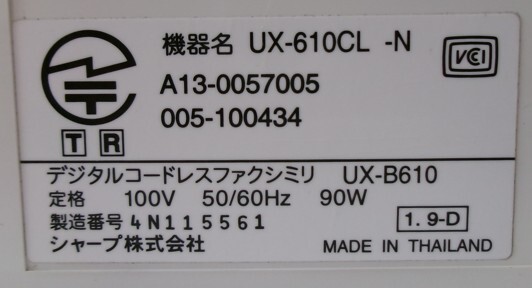 機器名 UX-610CL -N
VCCI
A13-0057005
005-100434
T R
デジタルコードレスファクシミリ UX-B610
定格 100V 50/60Hz 90W
製造番号 4N115561
1.9-D
シャープ株式会社 MADE IN THAILAND